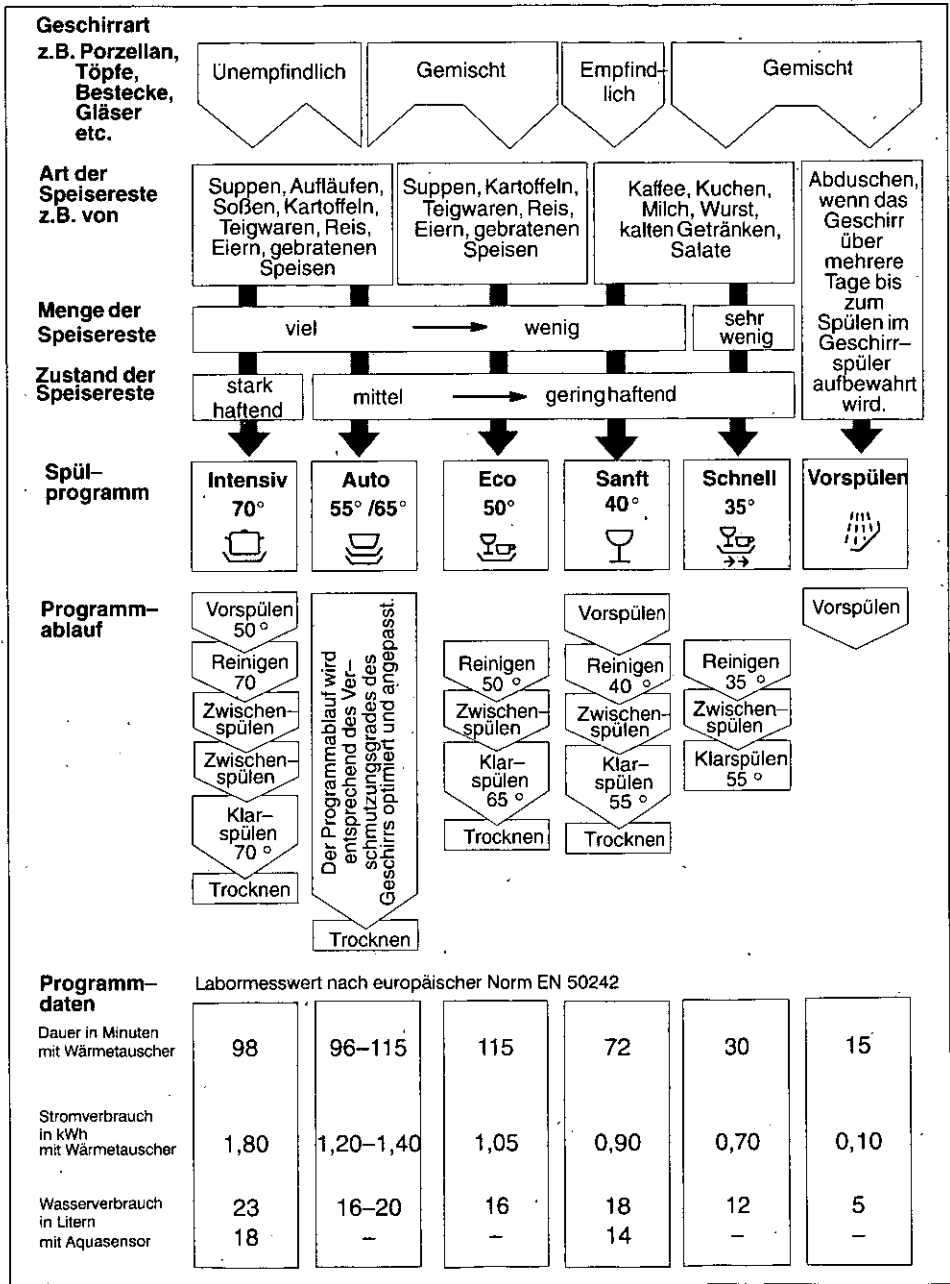 Geschirrart
z.B. Porzellan,
Töpfe,
Bestecke,
Gläser
etc.
Ünempfindlich
Gemischt
Empfind–
lich
Gemischt
Art der
Speisereste
z.B. von
Suppen, Aufläufen,
Soßen, Kartoffeln,
Teigwaren, Reis,
Eiern, gebratenen
Speisen
Suppen, Kartoffeln,
Teigwaren, Reis,
Eiern, gebratenen
Speisen
Kaffee, Kuchen,
Milch, Wurst,
kalten Getränken,
Salate
Abduschen,
wenn das
Geschirr
über
mehrere
Tage bis
zum
Spülen im
Geschirr–
spüler
aufbewahrt
wird.
Menge der
Speisereste
viel → wenig
sehr
wenig
Zustand der
Speisereste
stark
haftend
mittel → gering haftend
Spül–
programm
Intensiv
70°
Auto
55° /65°
Eco
50°
Sanft
40°
Schnell
35°
Vorspülen
Programm–
ablauf
Vorspülen
50 °
Reinigen
70
Zwischen–
spülen
Zwischen–
spülen
Klar–
spülen
70 °
Trocknen
Der Programmablauf wird
entsprechend des Ver–
schmutzungsgrades des
Geschirrs optimiert und angepasst.
Trocknen
Reinigen
50 °
Zwischen–
spülen
Klar–
spülen
65 °
Trocknen
Vorspülen
Reinigen
40 °
Zwischen–
spülen
Klar–
spülen
55 °
Trocknen
Reinigen
35 °
Zwischen–
spülen
Klarspülen
55 °
Vorspülen
Programm–
daten
Labormesswert nach europäischer Norm EN 50242
Dauer in Minuten
mit Wärmetauscher
98 96–115 115 72 30 15
Stromverbrauch
in kWh
mit Wärmetauscher
1,80 1,20–1,40 1,05 0,90 0,70 0,10
Wasserverbrauch
in Litern
23 16–20 16 18 12 5
mit Aquasensor
18 – – 14 – –